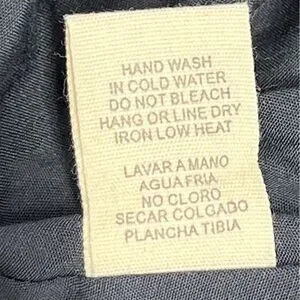 HAND WASH
IN COLD WATER
DO NOT BLEACH
HANG OR LINE DRY
IRON LOW HEAT
LAVAR A MANO
AGUA FRIA
NO CLORO
SECAR COLGADO
PLANCHA TIBIA